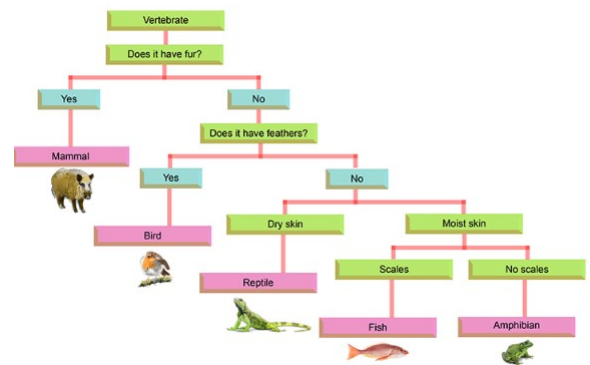 Vertebrate
Does it have fur?
Yes
No
Does it have feathers?
Mammal
Yes
No
Dry skin
Moist skin
Bird
Scales
No scales
Reptile
Fish
Amphibian